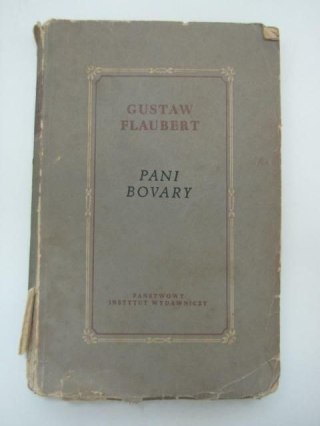 GUSTAW
FLAUBERT
PANI
BOVARY
PAŃSTWOWY
INSTYTUT WYDAWNICZY